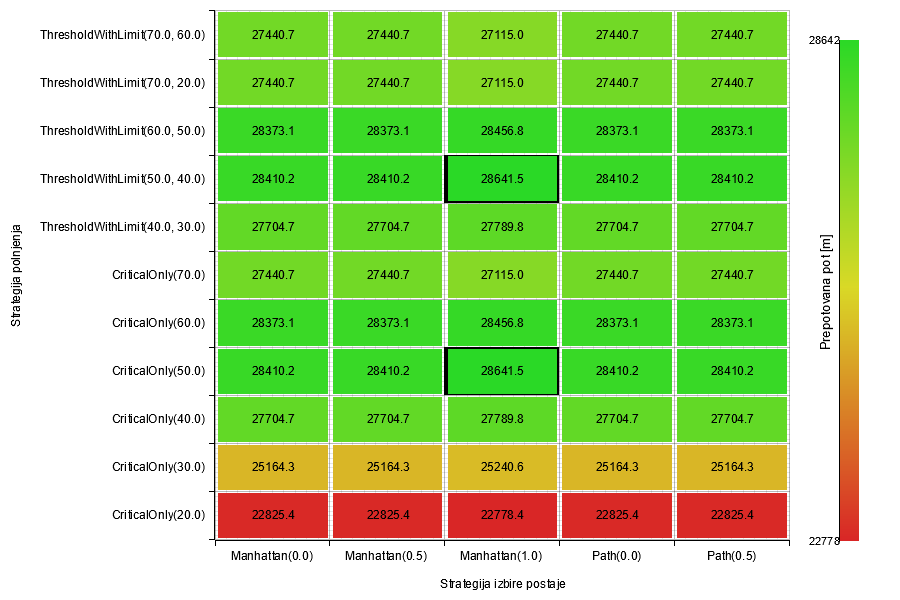 ThresholdWithLimit(70.0, 60.0) 27440.7 27440.7 27115.0 27440.7 27440.7
ThresholdWithLimit(70.0, 20.0) 27440.7 27440.7 27115.0 27440.7 27440.7
ThresholdWithLimit(60.0, 50.0) 28373.1 28373.1 28456.8 28373.1 28373.1
ThresholdWithLimit(50.0, 40.0) 28410.2 28410.2 28641.5 28410.2 28410.2
ThresholdWithLimit(40.0, 30.0) 27704.7 27704.7 27789.8 27704.7 27704.7
CriticalOnly(70.0) 27440.7 27440.7 27115.0 27440.7 27440.7
CriticalOnly(60.0) 28373.1 28373.1 28456.8 28373.1 28373.1
CriticalOnly(50.0) 28410.2 28410.2 28641.5 28410.2 28410.2
CriticalOnly(40.0) 27704.7 27704.7 27789.8 27704.7 27704.7
CriticalOnly(30.0) 25164.3 25164.3 25240.6 25164.3 25164.3
CriticalOnly(20.0) 22825.4 22825.4 22778.4 22825.4 22825.4
Manhattan(0.0) Manhattan(0.5) Manhattan(1.0) Path(0.0) Path(0.5)
Strategija izbire postaje
Strategija polnjenja
28642
Prepotovana pot [m]
22778